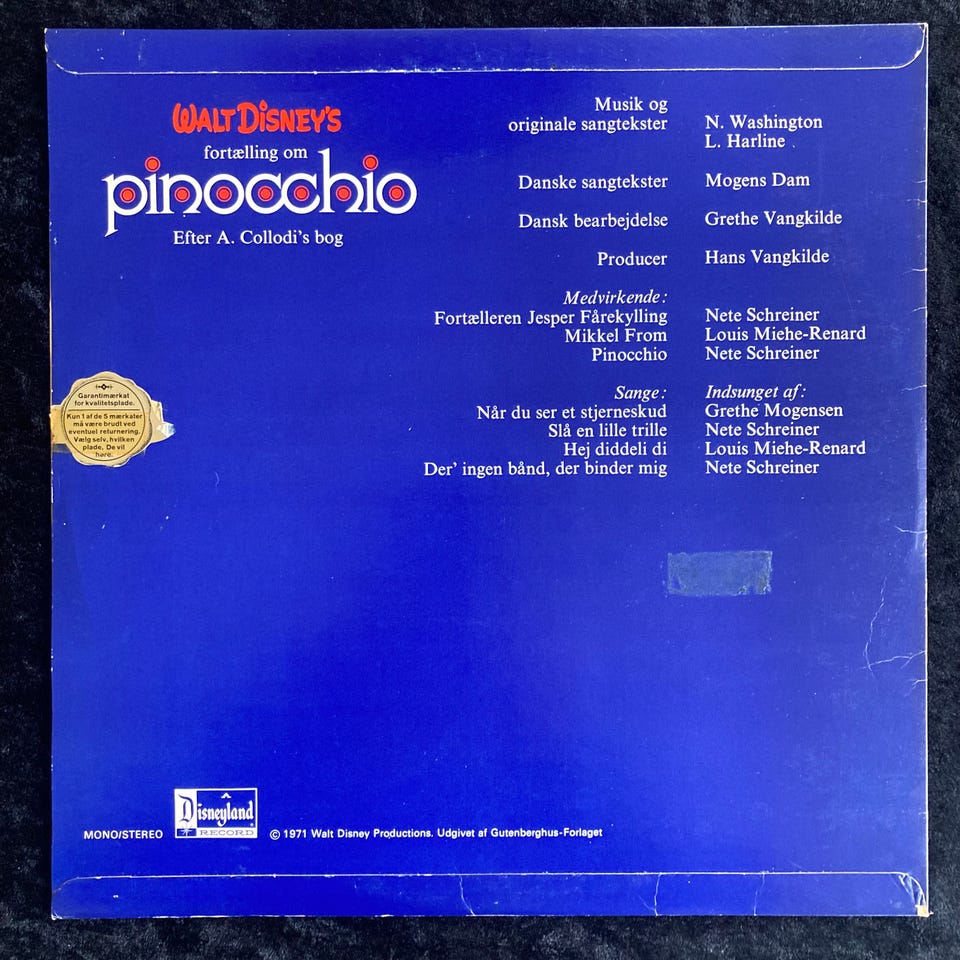 WALT DISNEY'S
fortælling om
pinocchio
Efter A. Collodi's bog
Musik og
originale sangtekster N. Washington
L. Harline
Danske sangtekster Mogens Dam
Dansk bearbejdelse Grethe Vangkilde
Producer Hans Vangkilde
Medvirkende:
Fortælleren Jesper Fårekylling Nete Schreiner
Mikkel From Louis Miehe-Renard
Pinocchio Nete Schreiner
Sange: Indsunget af:
Når du ser et stjerneskud Grethe Mogensen
Slå en lille trille Nete Schreiner
Hej diddeli di Louis Miehe-Renard
Der' ingen bånd, der binder mig Nete Schreiner
Garantimærkat
for kvalitetsplade.
Kun 1 af de 5 mærkater
må være brudt ved
eventuel returnering.
Vælg selv, hvilken
plade, De vil
høre.
MONO/STEREO
Disneyland
RECORD
© 1971 Walt Disney Productions. Udgivet af Gutenberghus-Forlaget